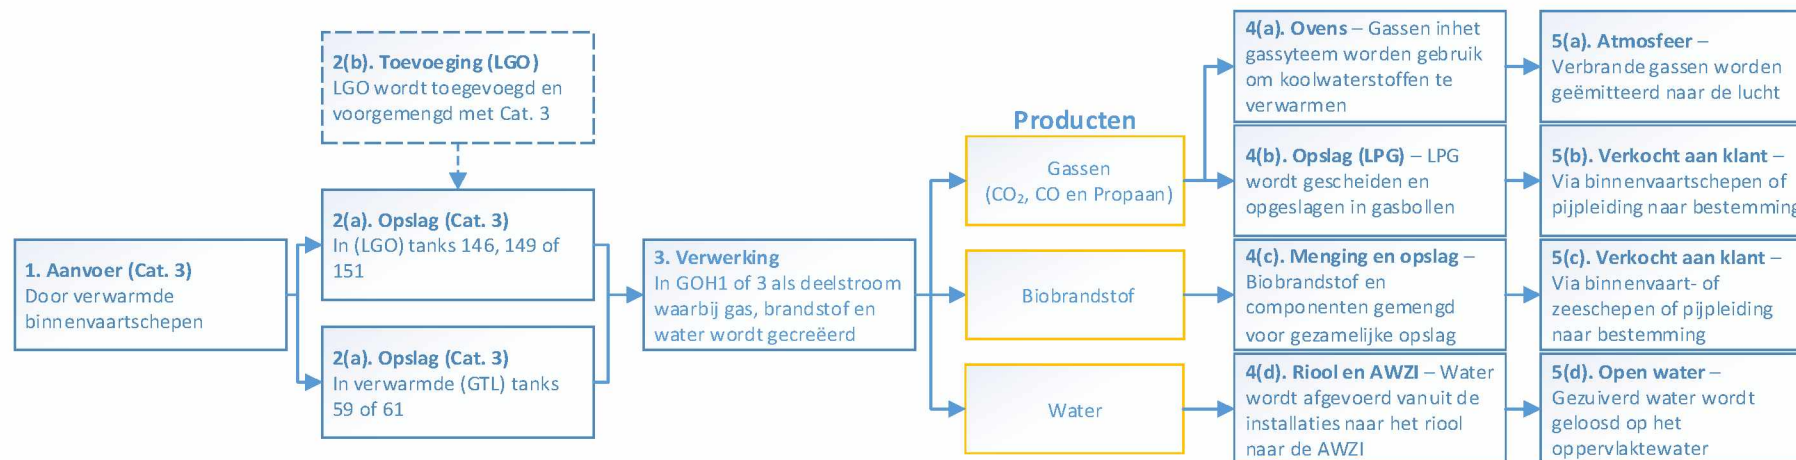 1. Aanvoer (Cat. 3)
Door verwarmde
binnenvaartschepen
2(b). Toevoeging (LGO)
LGO wordt toegevoegd en
voorgemengd met Cat. 3
2(a). Opslag (Cat. 3)
In (LGO) tanks 146, 149 of
151
2(a). Opslag (Cat. 3)
In verwarmde (GTL) tanks
59 of 61
3. Verwerking
In GOH1 of 3 als deelstroom
waarbij gas, brandstof en
water wordt gecreëerd
Producten
Gassen
(CO₂, CO en Propaan)
Biobrandstof
Water
4(a). Ovens – Gassen inhet
gassyteem worden gebruik
om koolwaterstoffen te
verwarmen
4(b). Opslag (LPG) – LPG
wordt gescheiden en
opgeslagen in gasbollen
4(c). Menging en opslag –
Biobrandstof en
componenten gemengd
voor gezamelijke opslag
4(d). Riool en AWZI – Water
wordt afgevoerd vanuit de
installaties naar het riool
naar de AWZI
5(a). Atmosfeer –
Verbrande gassen worden
geëmitteerd naar de lucht
5(b). Verkocht aan klant –
Via binnenvaartschepen of
pijpleiding naar bestemming
5(c). Verkocht aan klant –
Via binnenvaart- of
zeeschepen of pijpleiding
naar bestemming
5(d). Open water –
Gezuiverd water wordt
geloosd op het
oppervlaktewater